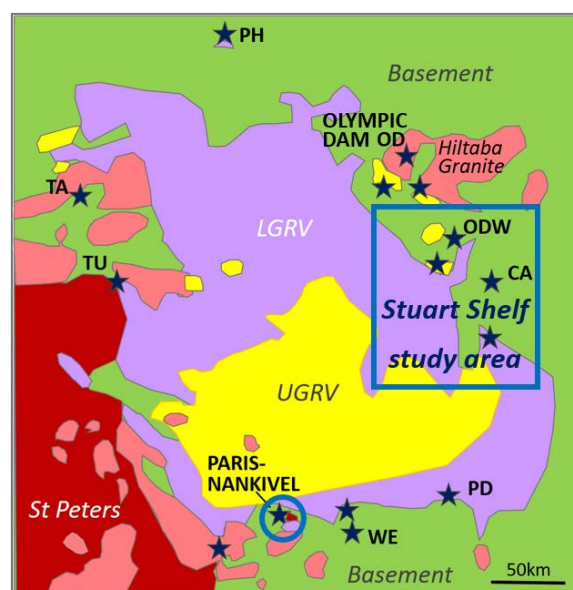 PH
Basement
OLYMPIC
DAM OD
Hiltaba
Granite
TA
LGRV
ODW
TU
CA
Stuart Shelf
study area
UGRV
PARIS-
NANKIVEL
PD
St Peters
WE
Basement
50km